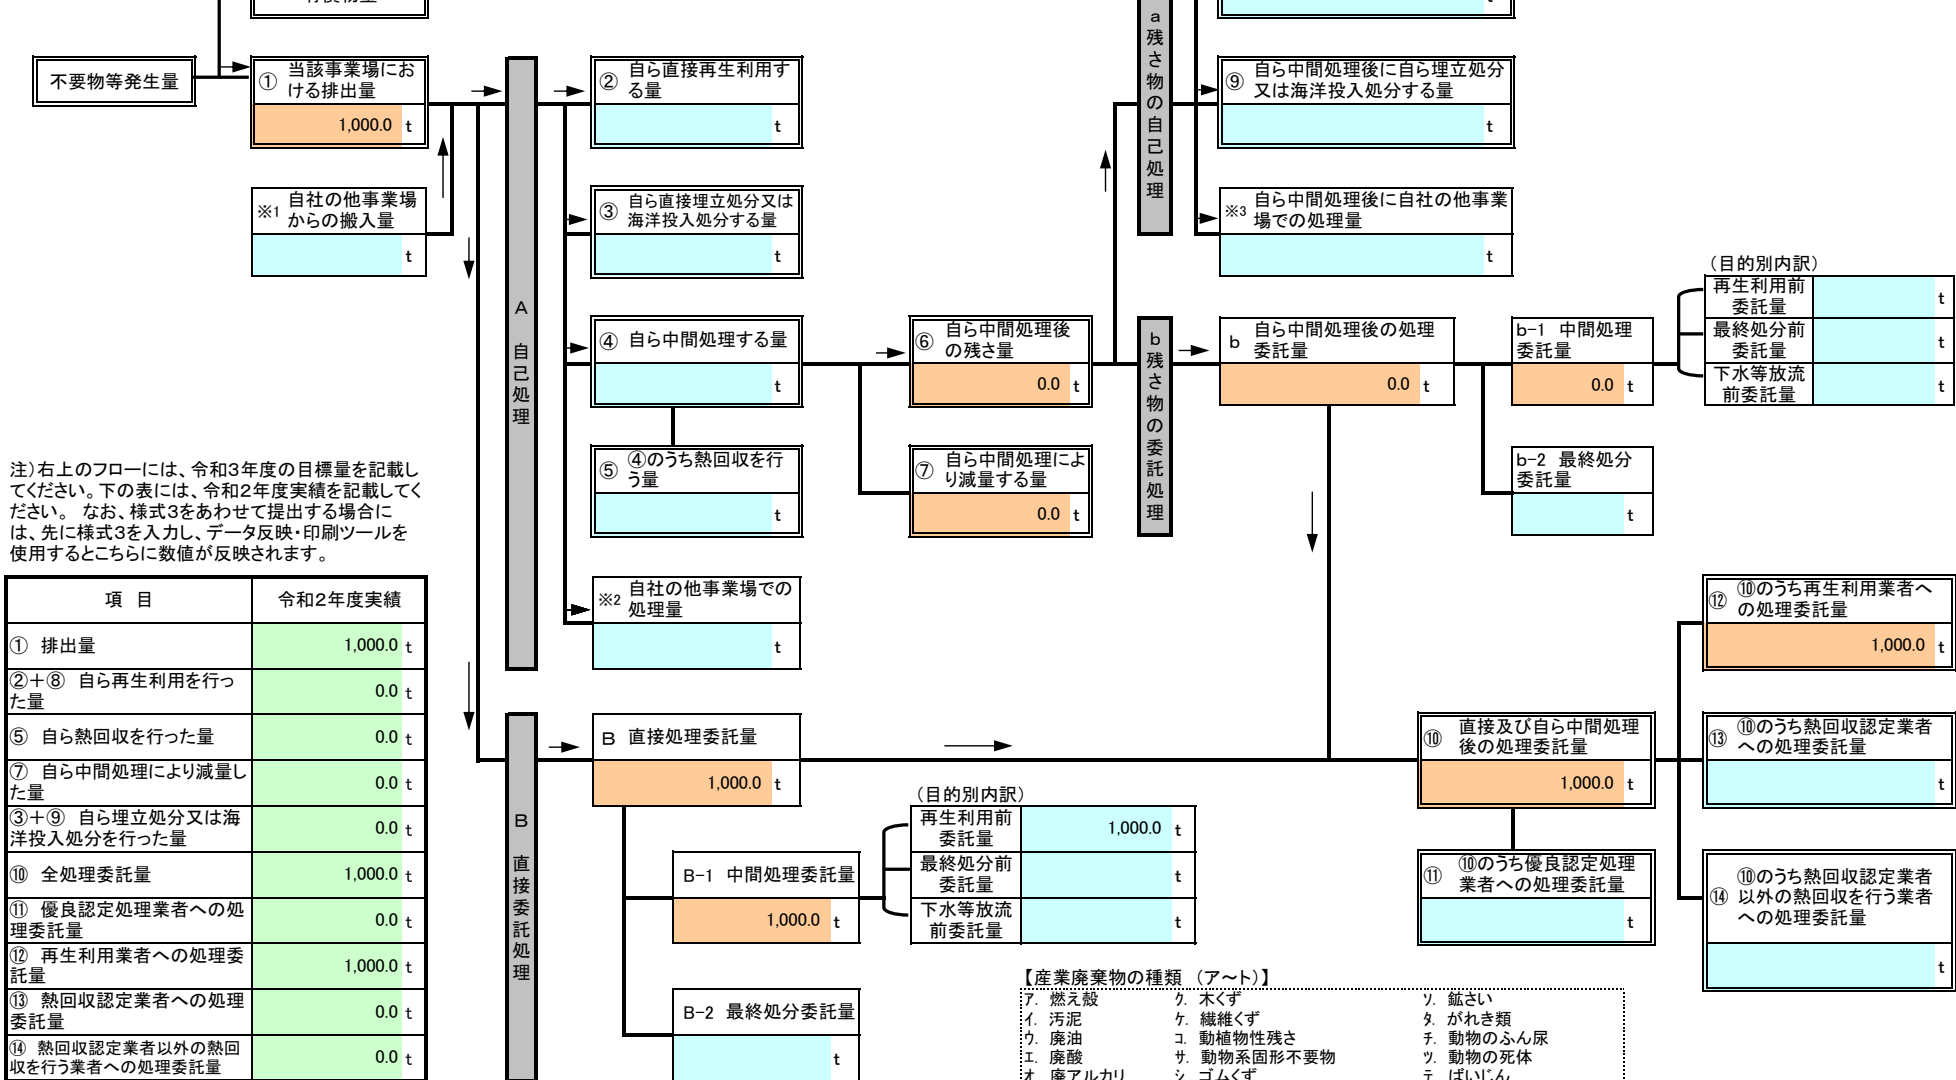 不要物等発生量
① 当該事業場にお
ける排出量
1,000.0 t
※1 自社の他事業場
からの搬入量
t
A 自己処理
② 自ら直接再生利用す
る量
t
③ 自ら直接埋立処分又は
海洋投入処分する量
t
④ 自ら中間処理する量
t
⑤ ④のうち熱回収を行
う量
t
※2 自社の他事業場での
処理量
t
⑥ 自ら中間処理後
の残さ量
0.0 t
⑦ 自ら中間処理によ
り減量する量
0.0 t
a 残さ物の自己処理
t
⑨ 自ら中間処理後に自ら埋立処分
又は海洋投入処分する量
t
※3 自ら中間処理後に自社の他事業
場での処理量
t
b 残さ物の委託処理
b 自ら中間処理後の処理
委託量
0.0 t
b-1 中間処理
委託量
0.0 t
b-2 最終処分
委託量
t
（目的別内訳）
再生利用前
委託量 t
最終処分前
委託量 t
下水等放流
前委託量 t
注）右上のフローには、令和3年度の目標量を記載し
てください。下の表には、令和2年度実績を記載してく
ださい。 なお、様式3をあわせて提出する場合に
は、先に様式3を入力し、データ反映・印刷ツールを
使用するとこちらに数値が反映されます。
項 目 令和2年度実績
① 排出量 1,000.0 t
②＋⑧ 自ら再生利用を行っ
た量 0.0 t
⑤ 自ら熱回収を行った量 0.0 t
⑦ 自ら中間処理により減量し
た量 0.0 t
③＋⑨ 自ら埋立処分又は海
洋投入処分を行った量 0.0 t
⑩ 全処理委託量 1,000.0 t
⑪ 優良認定処理業者への処
理委託量 0.0 t
⑫ 再生利用業者への処理委
託量 1,000.0 t
⑬ 熱回収認定業者への処理
委託量 0.0 t
⑭ 熱回収認定業者以外の熱回
収を行う業者への処理委託量 0.0 t
B 直接委託処理
B 直接処理委託量
1,000.0 t
B-1 中間処理委託量
1,000.0 t
B-2 最終処分委託量
t
（目的別内訳）
再生利用前
委託量 1,000.0 t
最終処分前
委託量 t
下水等放流
前委託量 t
⑩ 直接及び自ら中間処理
後の処理委託量
1,000.0 t
⑪ ⑩のうち優良認定処理
業者への処理委託量
t
⑫ ⑩のうち再生利用業者へ
の処理委託量
1,000.0 t
⑬ ⑩のうち熱回収認定業者
への処理委託量
t
⑭ ⑩のうち熱回収認定業者
以外の熱回収を行う業者
への処理委託量
t
【産業廃棄物の種類 （ア～ト）】
ア. 燃え殻 ク. 木くず ソ. 鉱さい
イ. 汚泥 ケ. 繊維くず タ. がれき類
ウ. 廃油 コ. 動植物性残さ チ. 動物のふん尿
エ. 廃酸 サ. 動物系固形不要物 ツ. 動物の死体
オ. 廃アルカリ シ. ゴムくず テ. ばいじん